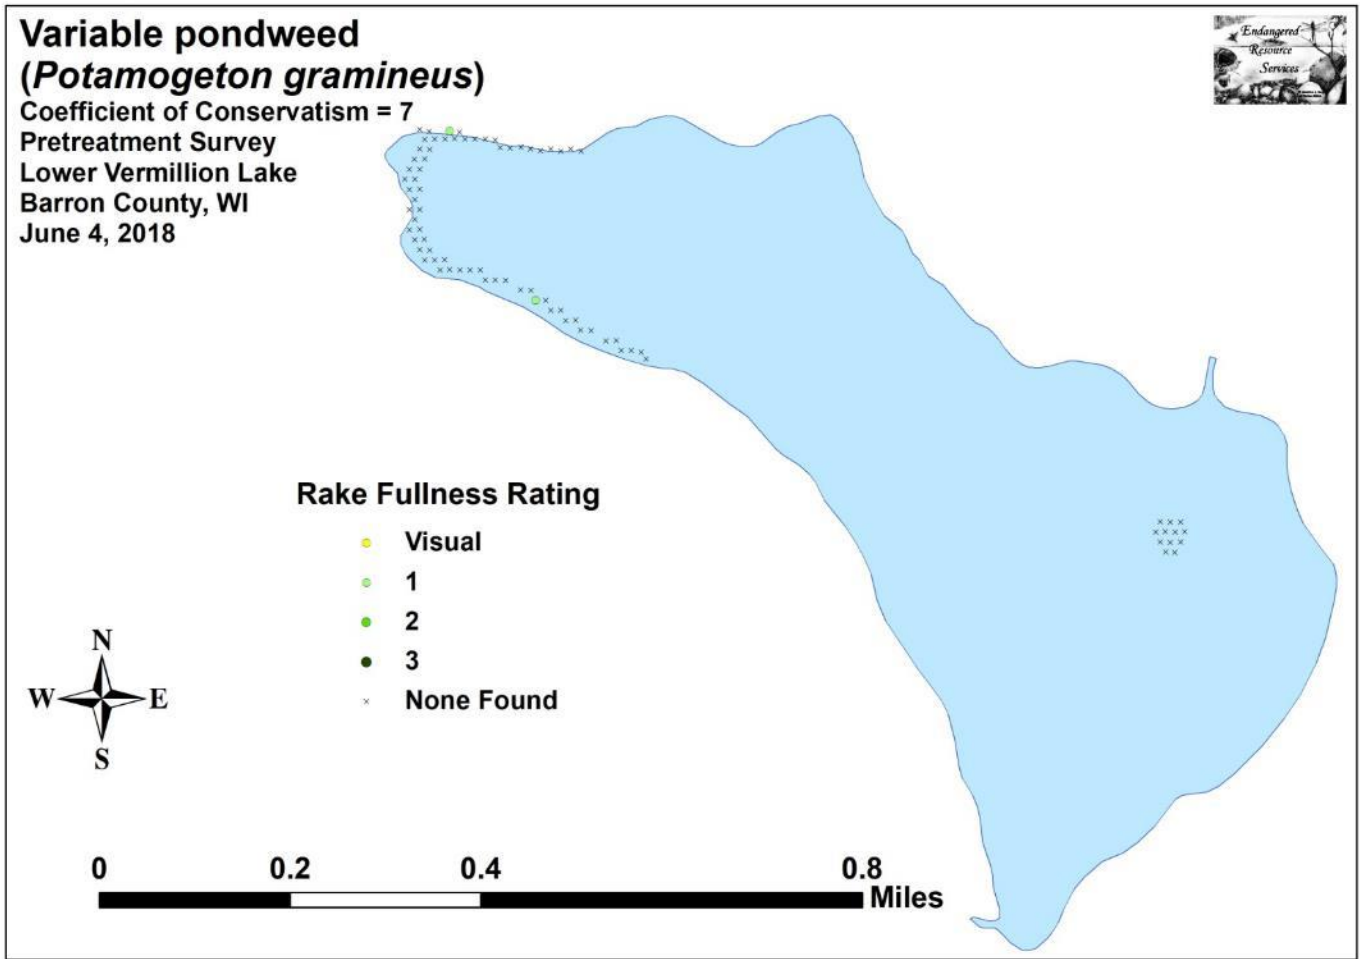 Variable pondweed
(Potamogeton gramineus)
Coefficient of Conservatism = 7
Pretreatment Survey
Lower Vermillion Lake
Barron County, WI
June 4, 2018
Endangered
Resource
Services
Rake Fullness Rating
Visual
1
2
3
None Found
N
W E
S
0 0.2 0.4 0.8
Miles